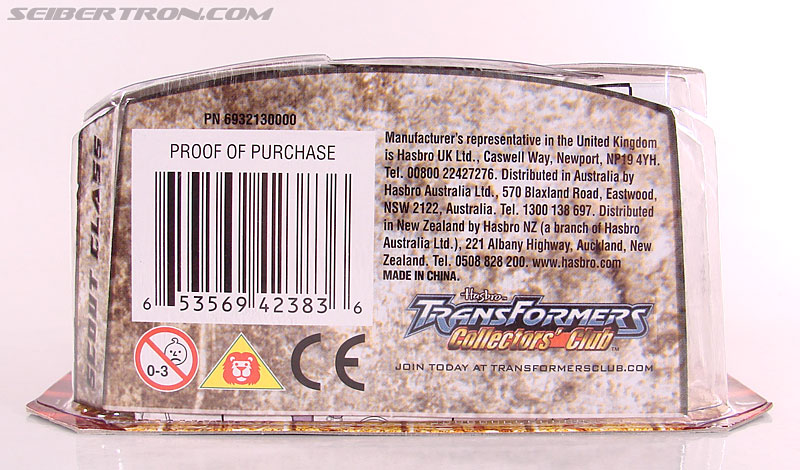 SEIBERTRON.COM
PN 6932130000
SCOUT CLASS
PROOF OF PURCHASE
6 53569 42383 6
0-3
CE
Manufacturer's representative in the United Kingdom
is Hasbro UK Ltd., Caswell Way, Newport, NP19 4YH.
Tel. 00800 22427276. Distributed in Australia by
Hasbro Australia Ltd., 570 Blaxland Road, Eastwood,
NSW 2122, Australia. Tel. 1300 138 697. Distributed
in New Zealand by Hasbro NZ (a branch of Hasbro
Australia Ltd.), 221 Albany Highway, Auckland, New
Zealand. Tel. 0508 828 200. www.hasbro.com
MADE IN CHINA.
Hasbro
TRANSFORMERS
Collectors' Club™
JOIN TODAY AT TRANSFORMERSCLUB.COM